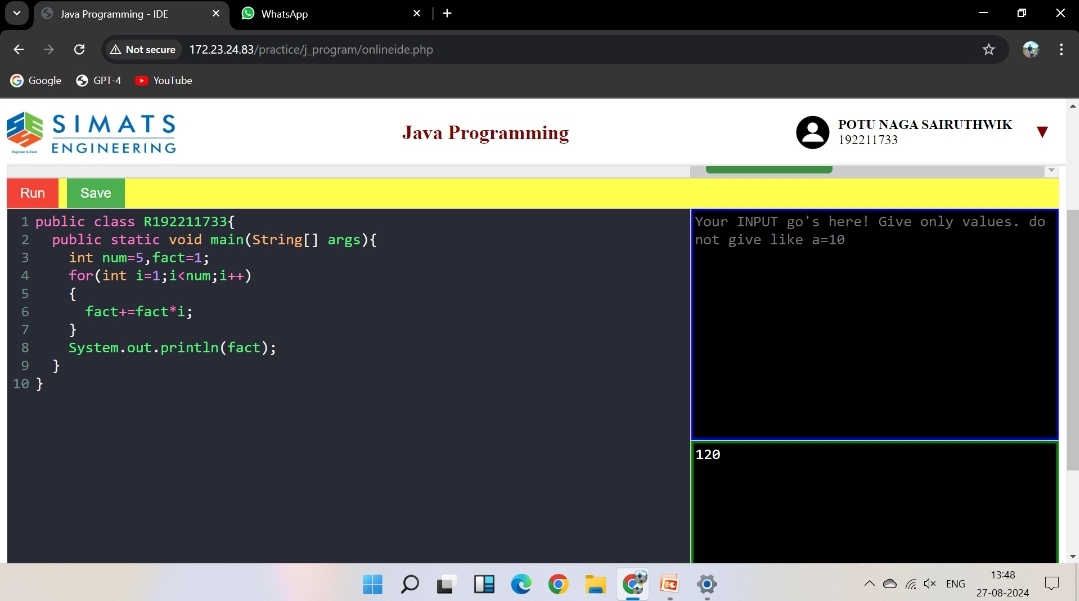 Java Programming - IDE
WhatsApp
Not secure
172.23.24.83/practice/j_program/onlineide.php
Google
GPT-4
YouTube
SIMATS
ENGINEERING
Java Programming
POTU NAGA SAIRUTHWIK
192211733
Run
Save
1 public class R192211733{
2 public static void main(String[] args){
3 int num=5,fact=1;
4 for(int i=1;i<num;i++)
5 {
6 fact+=fact*i;
7 }
8 System.out.println(fact);
9 }
10 }
Your INPUT go's here! Give only values. do
not give like a=10
120
ENG
13:48
27-08-2024